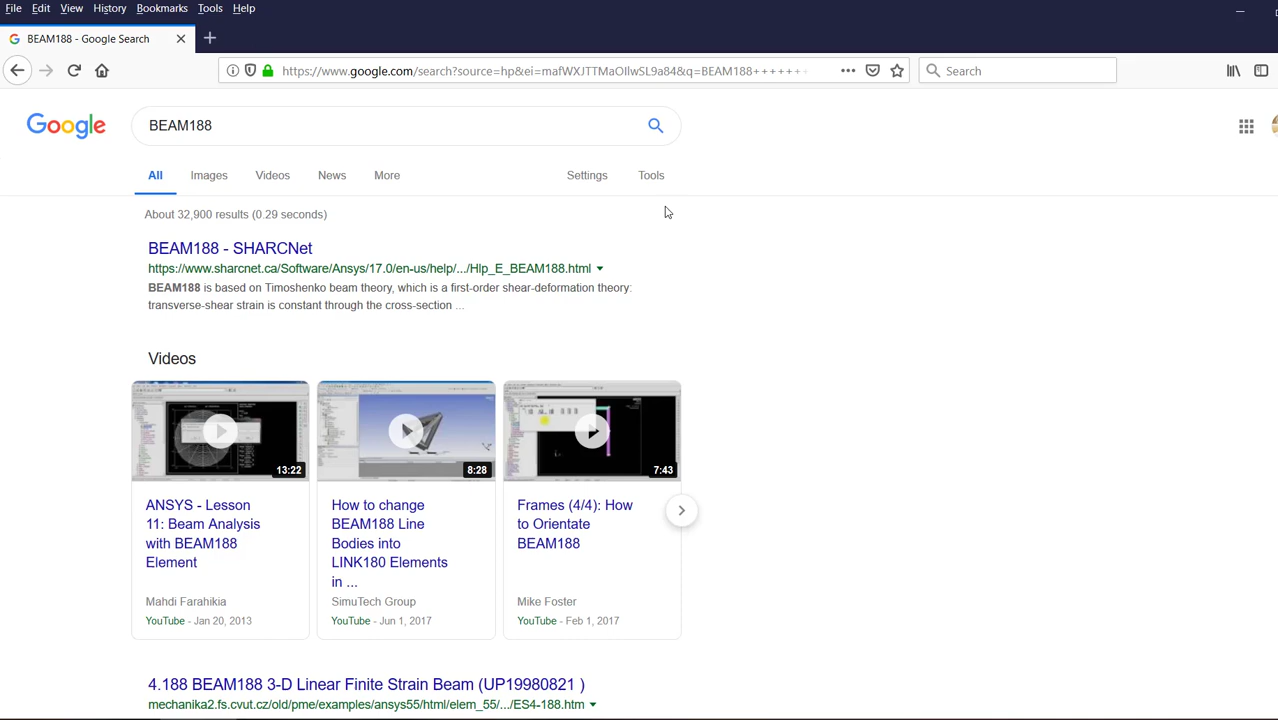 File Edit View History Bookmarks Tools Help
BEAM188 - Google Search
https://www.google.com/search?source=hp&ei=mafWXJTTMaOIlwSL9a84&q=BEAM188+++++++
Search
Google
BEAM188
All Images Videos News More Settings Tools
About 32,900 results (0.29 seconds)
BEAM188 - SHARCNet
https://www.sharcnet.ca/Software/Ansys/17.0/en-us/help/.../Hlp_E_BEAM188.html
BEAM188 is based on Timoshenko beam theory, which is a first-order shear-deformation theory:
transverse-shear strain is constant through the cross-section ...
Videos
13:22
ANSYS - Lesson
11: Beam Analysis
with BEAM188
Element
Mahdi Farahikia
YouTube - Jan 20, 2013
8:28
How to change
BEAM188 Line
Bodies into
LINK180 Elements
in ...
SimuTech Group
YouTube - Jun 1, 2017
7:43
Frames (4/4): How
to Orientate
BEAM188
Mike Foster
YouTube - Feb 1, 2017
4.188 BEAM188 3-D Linear Finite Strain Beam (UP19980821 )
mechanika2.fs.cvut.cz/old/pme/examples/ansys55/html/elem_55/.../ES4-188.htm